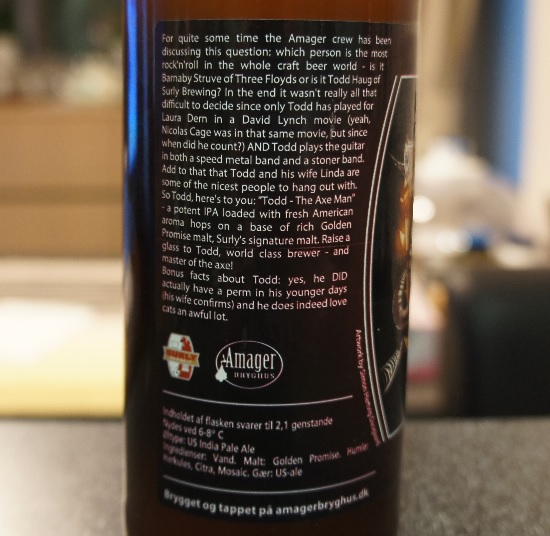 For quite some time the Amager crew has been
discussing this question: which person is the most
rock'n'roll in the whole craft beer world - is it
Barnaby Struve of Three Floyds or is it Todd Haug of
Surly Brewing? In the end it wasn't really all that
difficult to decide since only Todd has played for
Laura Dern in a David Lynch movie (yeah,
Nicolas Cage was in that same movie, but since
when did he count?) AND Todd plays the guitar
in both a speed metal band and a stoner band.
Add to that that Todd and his wife Linda are
some of the nicest people to hang out with.
So Todd, here's to you: "Todd - The Axe Man"
- a potent IPA loaded with fresh American
aroma hops on a base of rich Golden
Promise malt, Surly's signature malt. Raise a
glass to Todd, world class brewer - and
master of the axe!
Bonus facts about Todd: yes, he DID
actually have a perm in his younger days
(his wife confirms) and he does indeed love
cats an awful lot.
SURLY
Amager
BRYGHUS
Artwork by
Indholdet af flasken svarer til 2,1 genstande
Nydes ved 6-8° C
Øltype: US India Pale Ale
Ingredienser: Vand. Malt: Golden Promise. Humle:
Herkules, Citra, Mosaic. Gær: US-ale
Brygget og tappet på amagerbryghus.dk